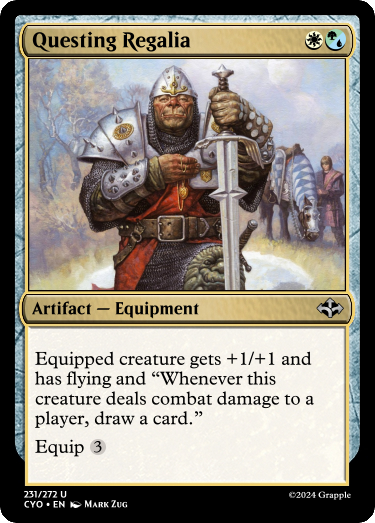 Questing Regalia
Artifact — Equipment
Equipped creature gets +1/+1 and
has flying and “Whenever this
creature deals combat damage to a
player, draw a card.”
Equip 3
231/272 U
CYO • EN Mark Zug
©2024 Grapple